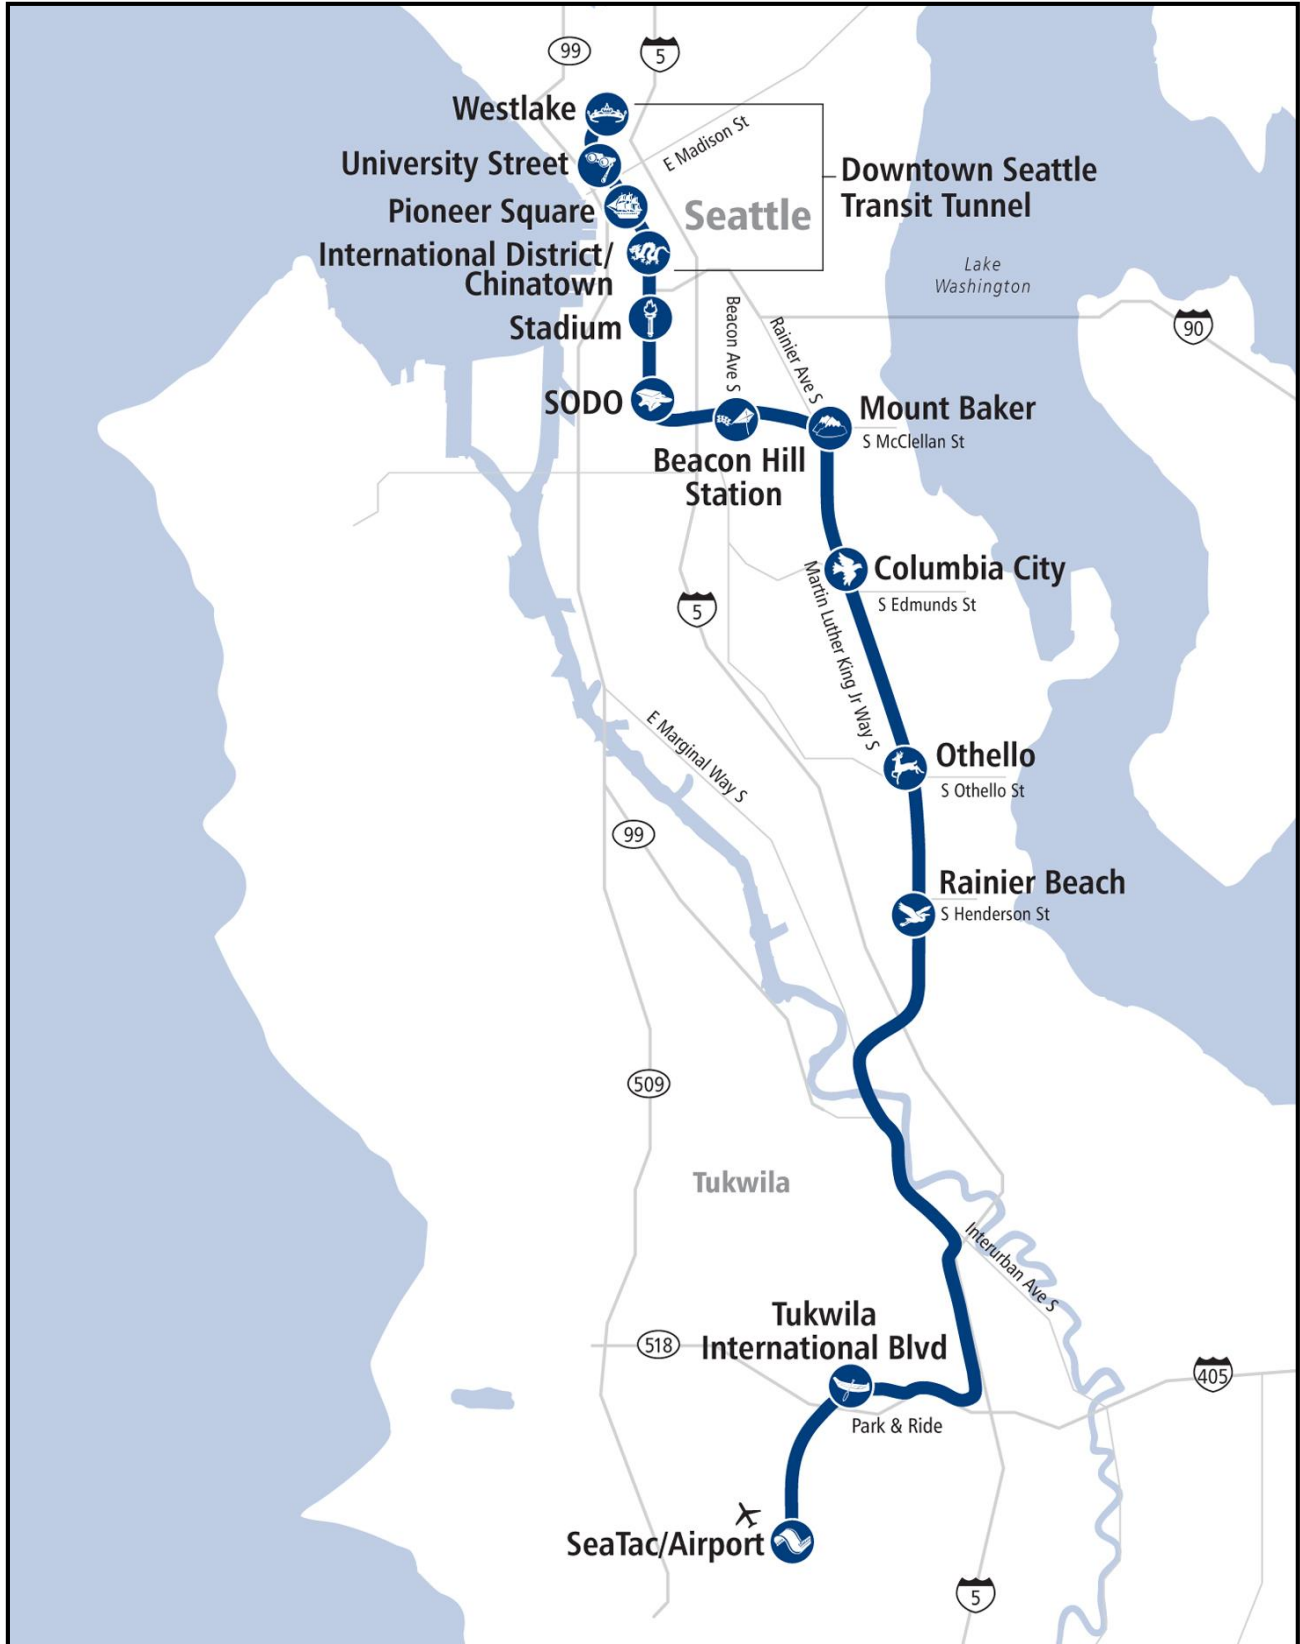 99
5
Westlake
E Madison St
University Street
Downtown Seattle
Transit Tunnel
Pioneer Square
Seattle
International District/
Chinatown
Lake
Washington
Stadium
Beacon Ave S
Rainier Ave S
90
SODO
Mount Baker
S McClellan St
Beacon Hill
Station
Columbia City
S Edmunds St
5
Martin Luther King Jr Way S
E Marginal Way S
Othello
S Othello St
99
Rainier Beach
S Henderson St
509
Tukwila
Interurban Ave S
Tukwila
International Blvd
518
405
Park & Ride
SeaTac/Airport
5